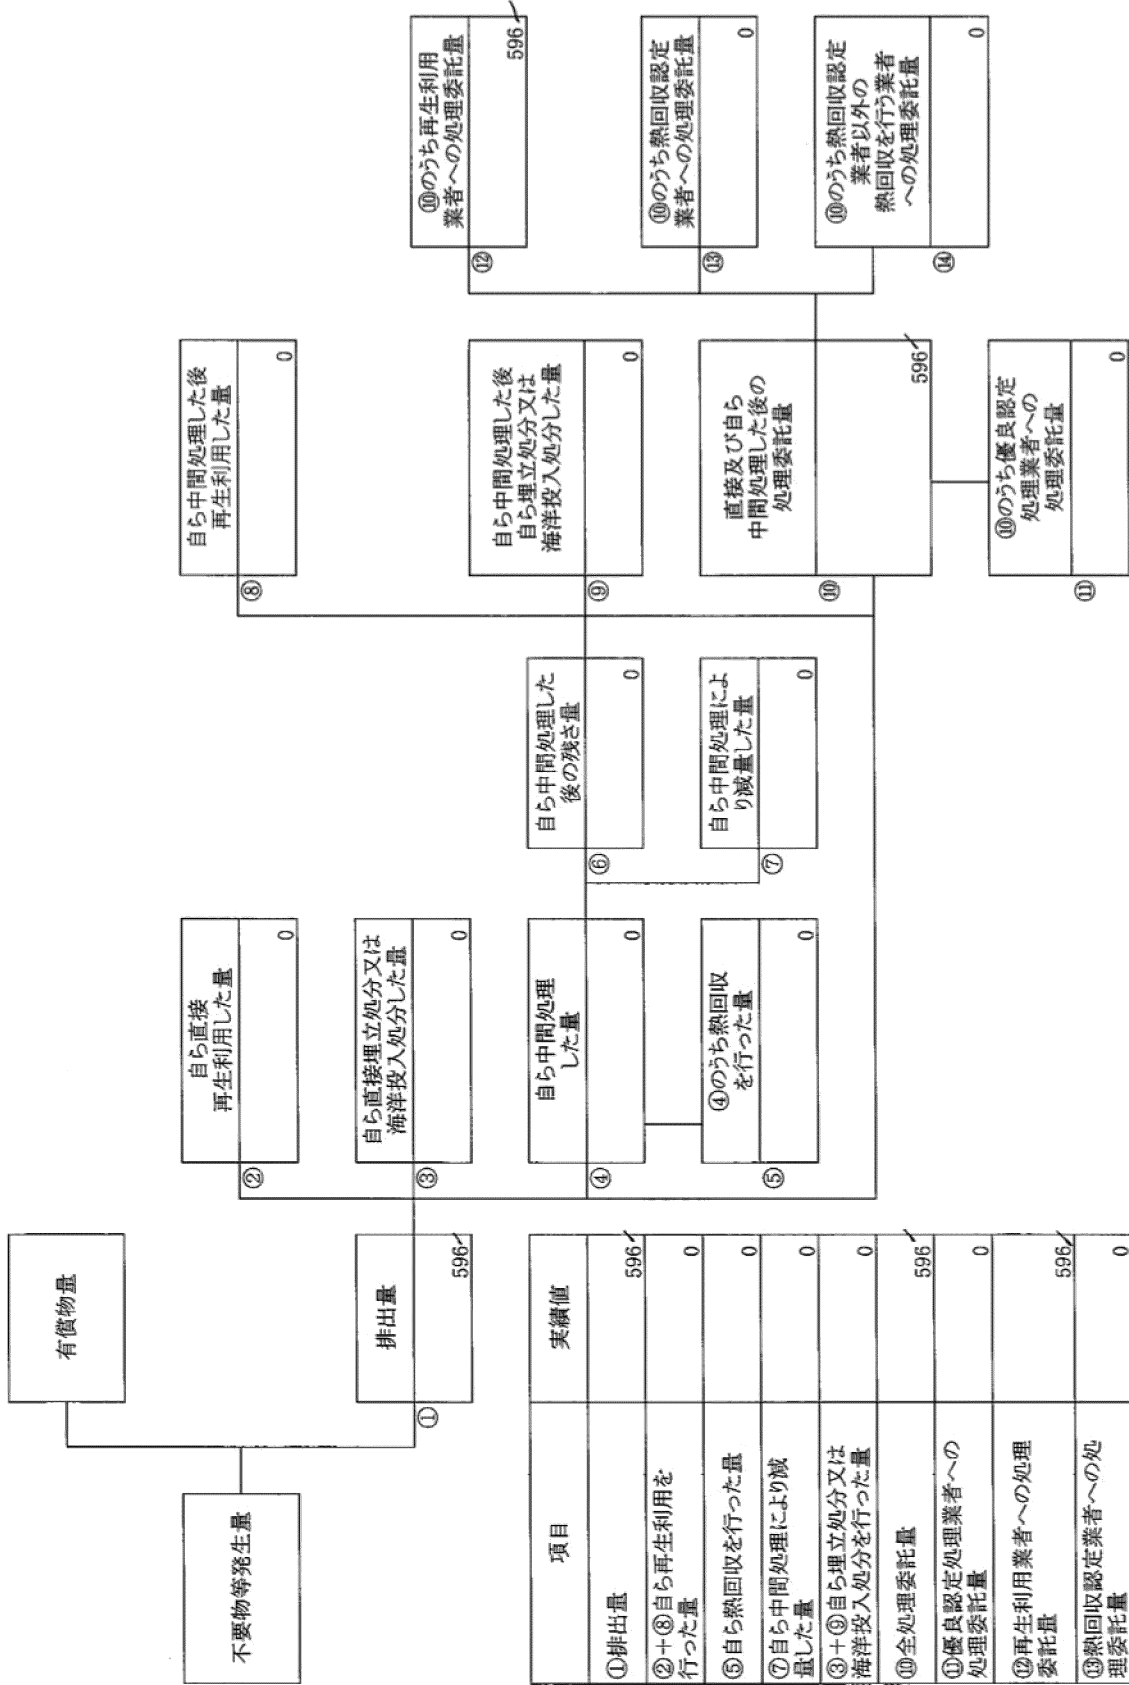 不要物等発生量
有償物量
①
排出量
596
②
自ら直接
再生利用した量
0
③
自ら直接埋立処分又は
海洋投入処分した量
0
④
自ら中間処理
した量
0
⑤
④のうち熱回収
を行った量
0
⑥
自ら中間処理した
後の残さ量
0
⑦
自ら中間処理によ
り減量した量
0
⑧
自ら中間処理した後
再生利用した量
0
⑨
自ら中間処理した後
自ら埋立処分又は
海洋投入処分した量
0
⑩
直接及び自ら
中間処理した後の
処理委託量
596
⑪
⑩のうち優良認定
処理業者への
処理委託量
0
⑫
⑩のうち再生利用
業者への処理委託量
596
⑬
⑩のうち熱回収認定
業者への処理委託量
0
⑭
⑩のうち熱回収認定
業者以外の
熱回収を行う業者
への処理委託量
0
項目 実績値
①排出量 596
②+⑧自ら再生利用を
行った量 0
⑤自ら熱回収を行った量 0
⑦自ら中間処理により減
量した量 0
③+⑨自ら埋立処分又は
海洋投入処分を行った量 0
⑩全処理委託量 596
⑪優良認定処理業者への
処理委託量 0
⑫再生利用業者への処理
委託量 596
⑬熱回収認定業者への処
理委託量 0